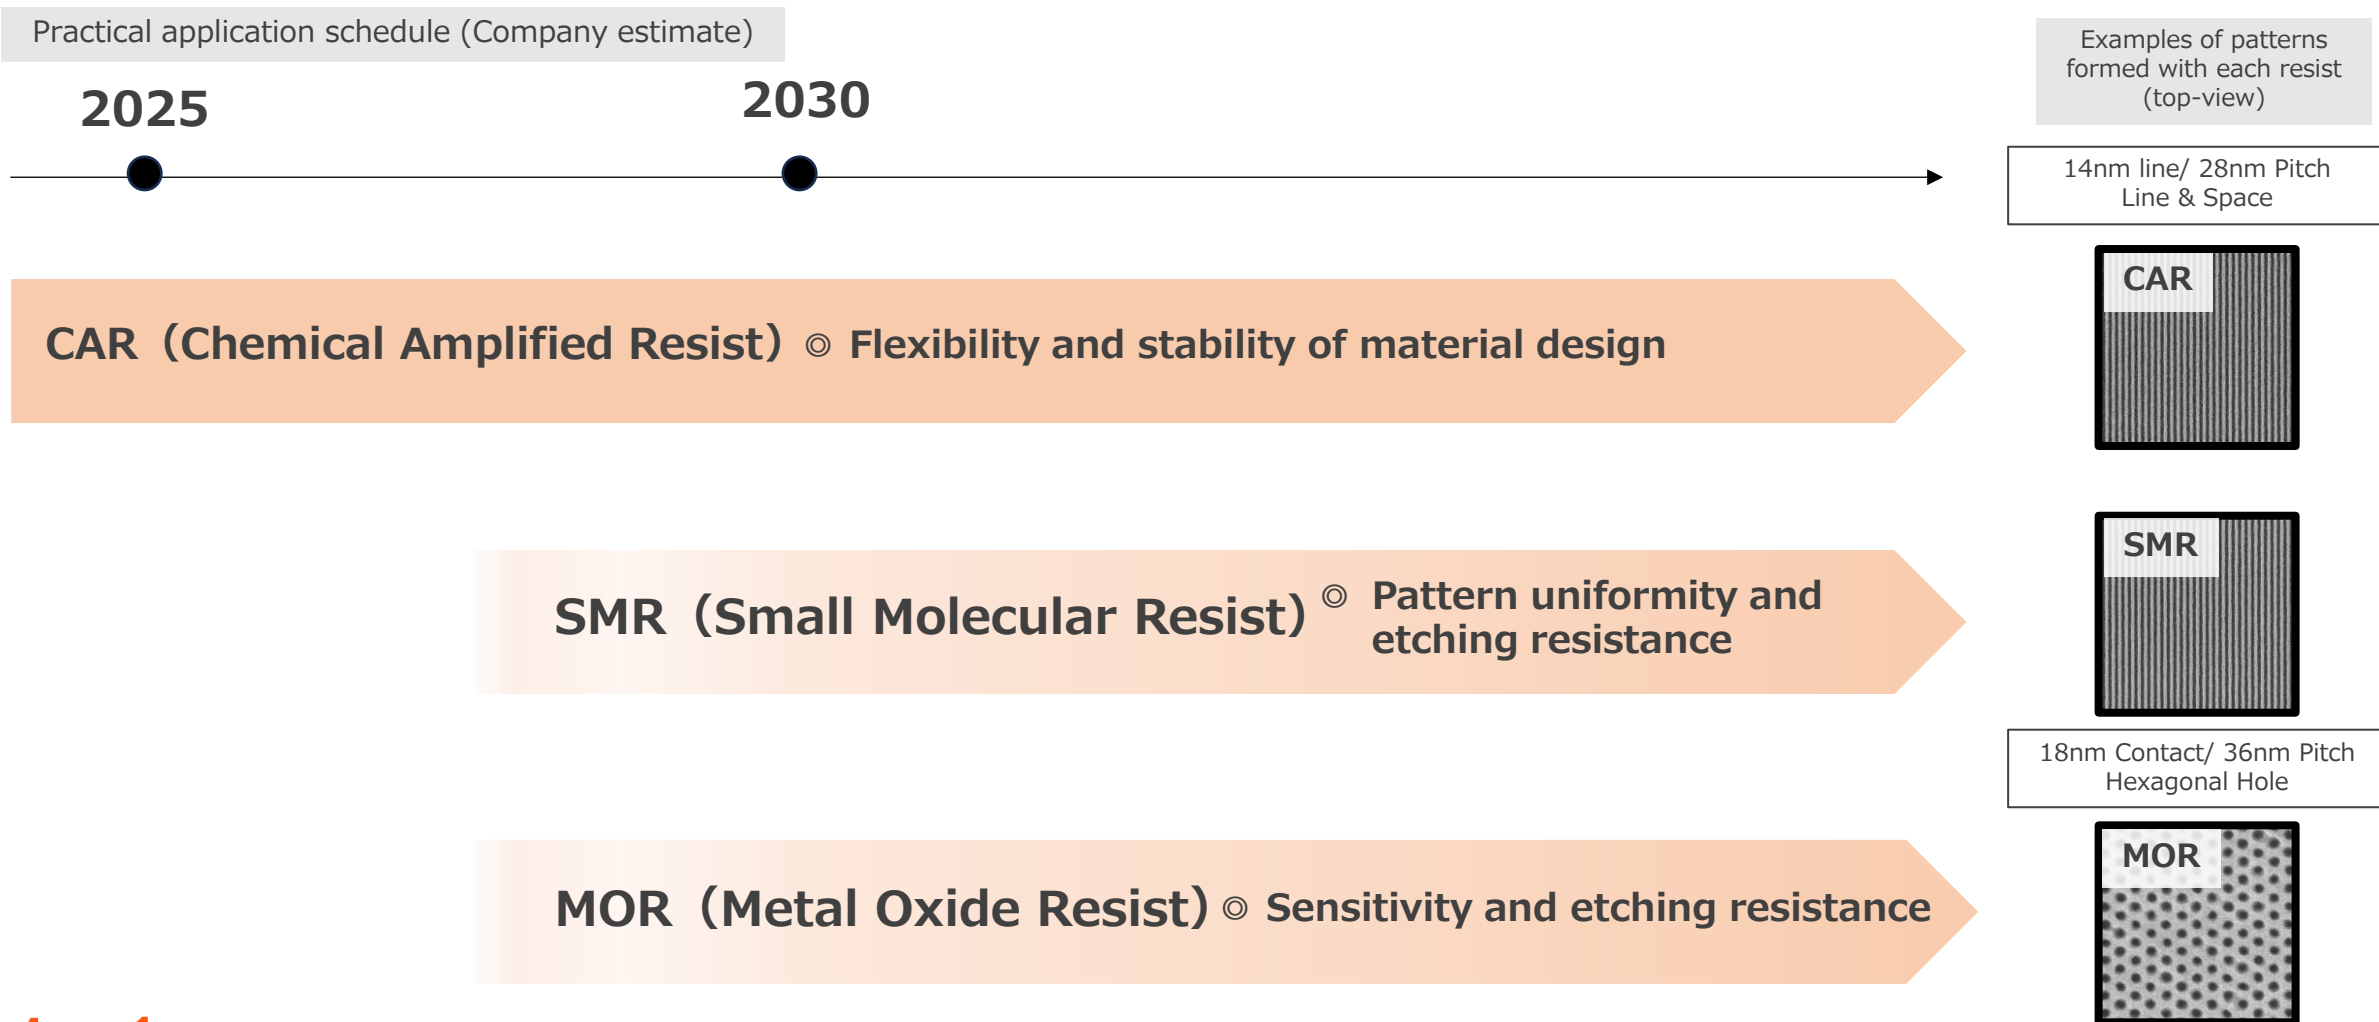 Practical application schedule (Company estimate)
2025
2030
Examples of patterns
formed with each resist
(top-view)
14nm line/ 28nm Pitch
Line & Space
CAR（Chemical Amplified Resist）◎ Flexibility and stability of material design
CAR
SMR（Small Molecular Resist）◎ Pattern uniformity and
etching resistance
SMR
18nm Contact/ 36nm Pitch
Hexagonal Hole
MOR（Metal Oxide Resist）◎ Sensitivity and etching resistance
MOR